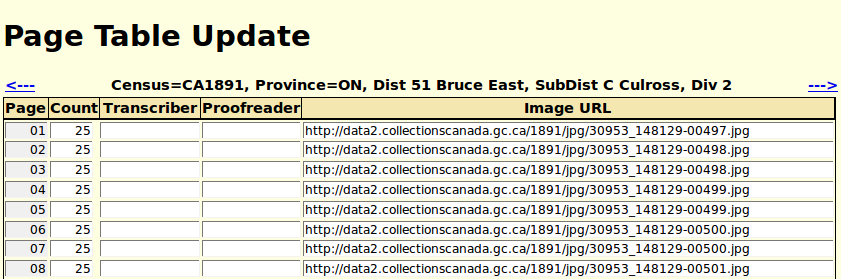 Page Table Update
<--- Census=CA1891, Province=ON, Dist 51 Bruce East, SubDist C Culross, Div 2 --->
Page Count Transcriber Proofreader Image URL
01 25 http://data2.collectionscanada.gc.ca/1891/jpg/30953_148129-00497.jpg
02 25 http://data2.collectionscanada.gc.ca/1891/jpg/30953_148129-00498.jpg
03 25 http://data2.collectionscanada.gc.ca/1891/jpg/30953_148129-00498.jpg
04 25 http://data2.collectionscanada.gc.ca/1891/jpg/30953_148129-00499.jpg
05 25 http://data2.collectionscanada.gc.ca/1891/jpg/30953_148129-00499.jpg
06 25 http://data2.collectionscanada.gc.ca/1891/jpg/30953_148129-00500.jpg
07 25 http://data2.collectionscanada.gc.ca/1891/jpg/30953_148129-00500.jpg
08 25 http://data2.collectionscanada.gc.ca/1891/jpg/30953_148129-00501.jpg